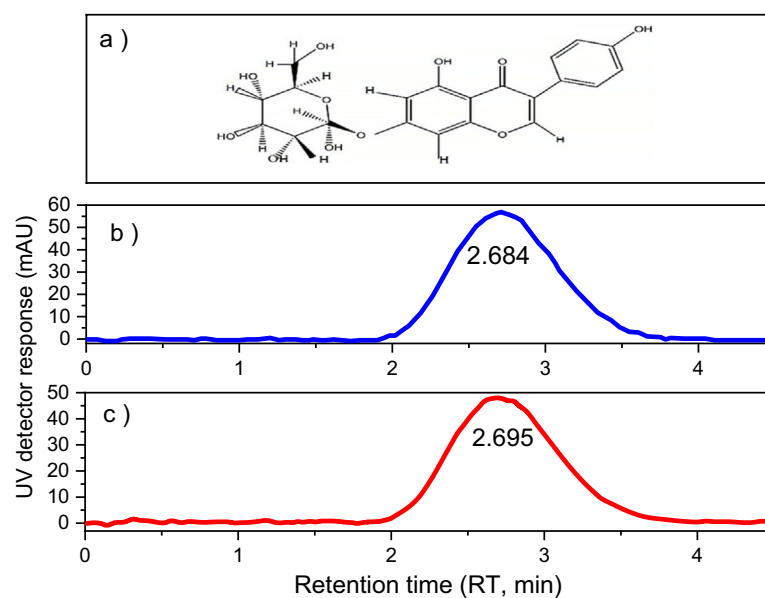 a )
OH
H
OH
H
HO
H
O
HO
H
OH
H
OH
H
O
OH
O
H
H
O
H
OH
UV detector response (mAU)
60
50
40
30
20
10
0
b )
2.684
0
1
2
3
4
50
40
30
20
10
0
c )
2.695
0
1
2
3
4
Retention time (RT, min)